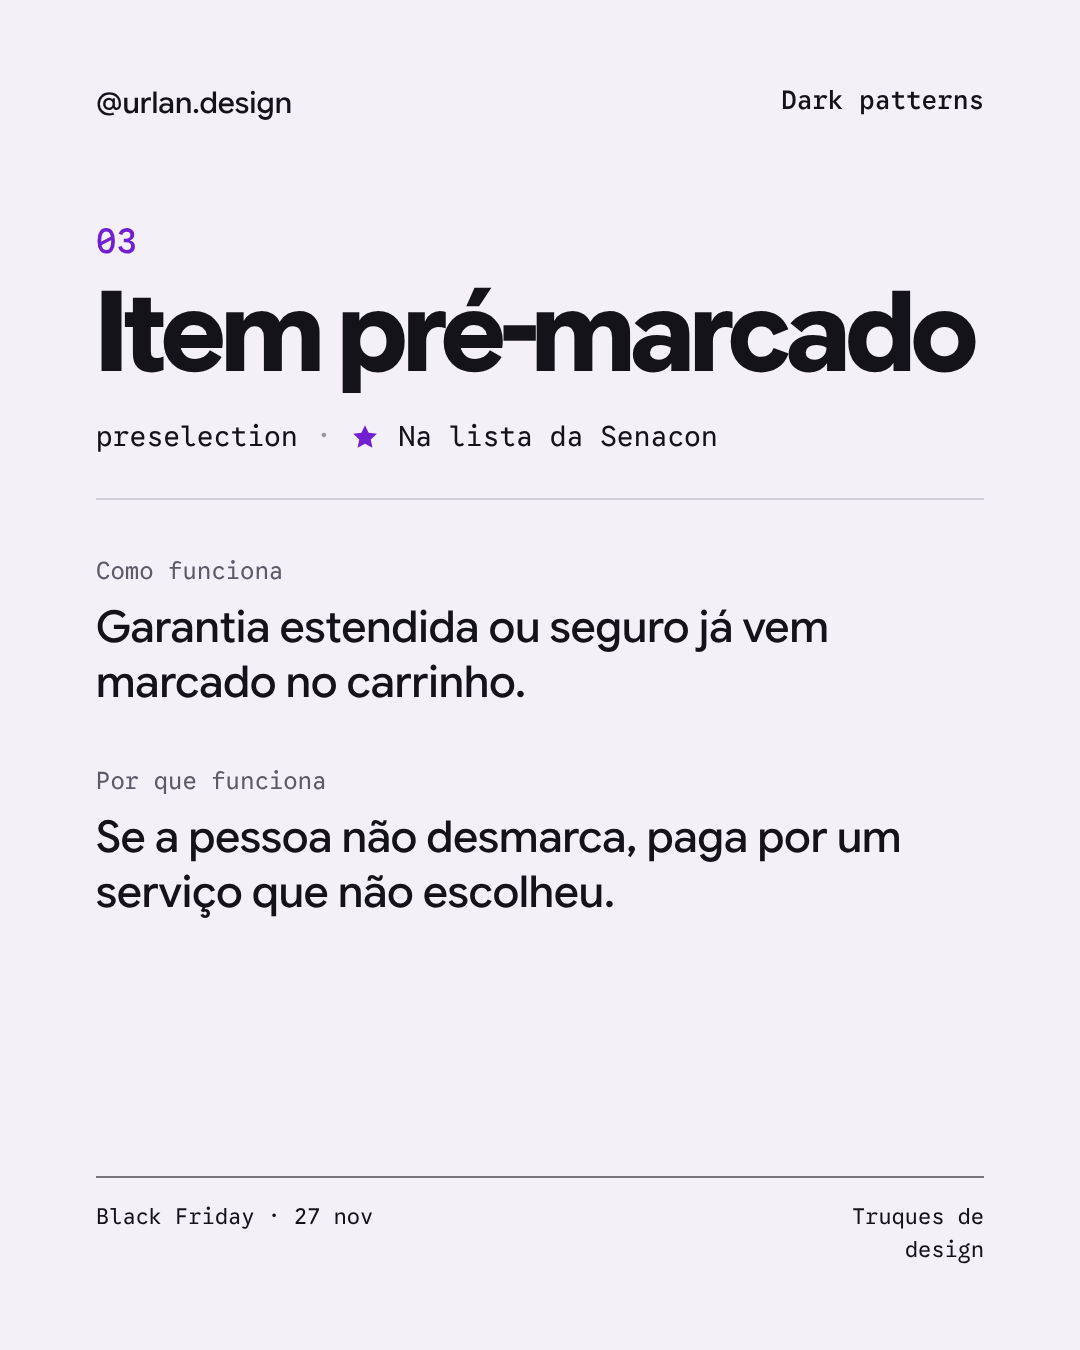 @urlan.design
Dark patterns
03
Item pré-marcado
preselection · ★ Na lista da Senacon
Como funciona
Garantia estendida ou seguro já vem
marcado no carrinho.
Por que funciona
Se a pessoa não desmarca, paga por um
serviço que não escolheu.
Black Friday · 27 nov
Truques de
design